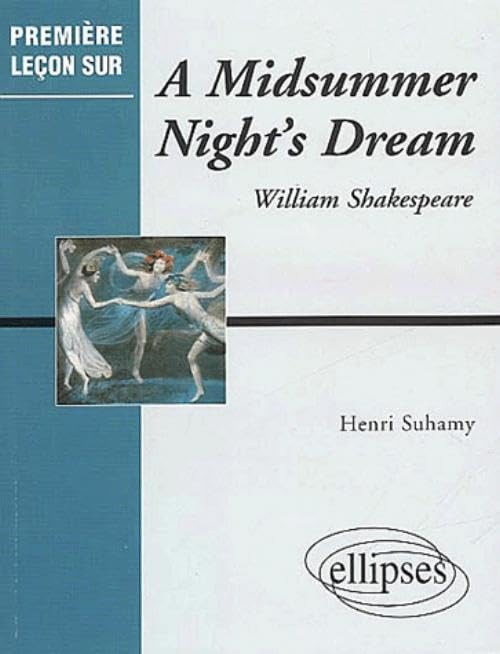 PREMIÈRE
LEÇON SUR
A Midsummer
Night's Dream
William Shakespeare
Henri Suhamy
ellipses